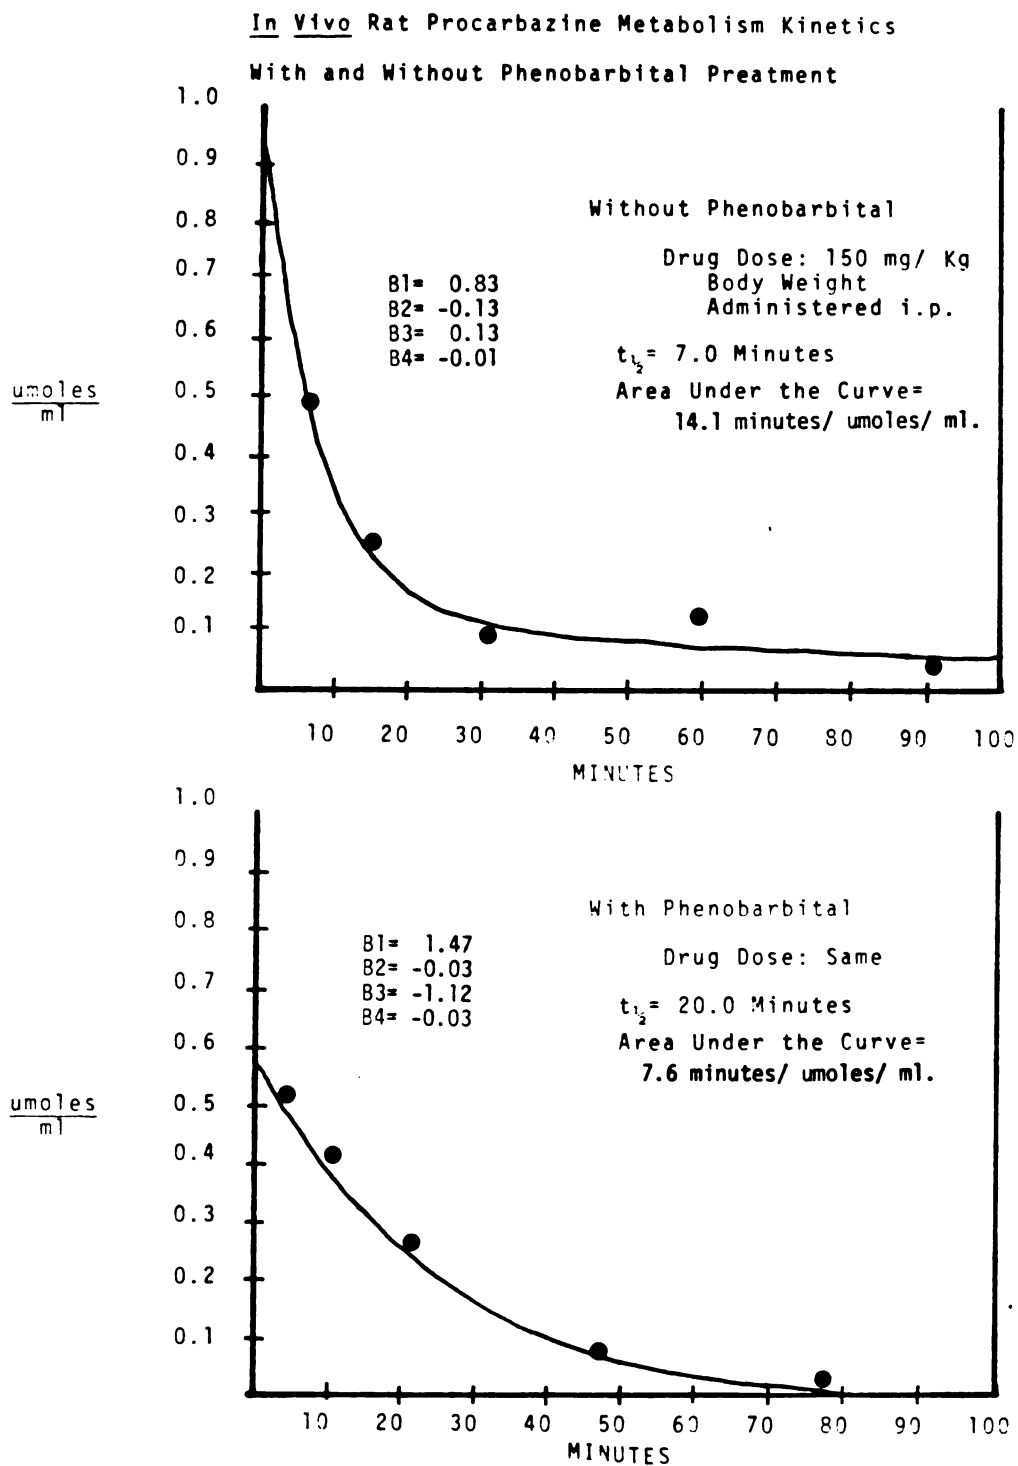 In Vivo Rat Procarbazine Metabolism Kinetics
With and Without Phenobarbital Preatment
1.0
0.9
0.8
0.7
0.6
0.5
0.4
0.3
0.2
0.1
umoles
ml
Without Phenobarbital
Drug Dose: 150 mg/ Kg
Body Weight
Administered i.p.
B1= 0.83
B2= -0.13
B3= 0.13
B4= -0.01
t½= 7.0 Minutes
Area Under the Curve=
14.1 minutes/ umoles/ ml.
10 20 30 40 50 60 70 80 90 100
MINUTES
1.0
0.9
0.8
0.7
0.6
0.5
0.4
0.3
0.2
0.1
umoles
ml
With Phenobarbital
Drug Dose: Same
B1= 1.47
B2= -0.03
B3= -1.12
B4= -0.03
t½= 20.0 Minutes
Area Under the Curve=
7.6 minutes/ umoles/ ml.
10 20 30 40 50 60 70 80 90 100
MINUTES